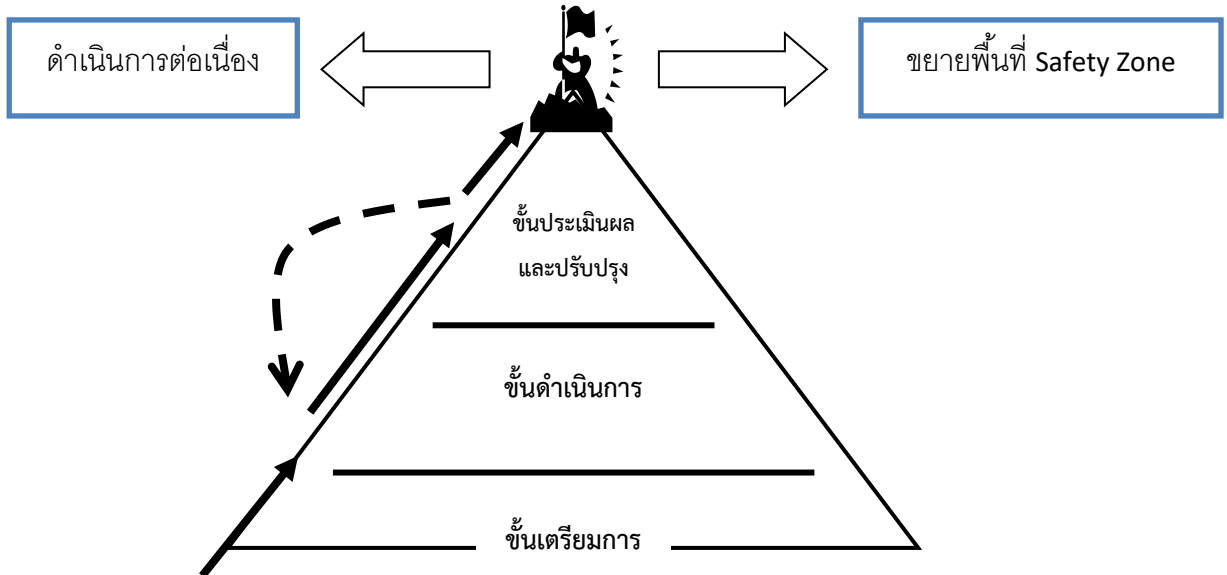 ดำเนินการต่อเนื่อง
ขยายพื้นที่ Safety Zone
ขั้นประเมินผล
และปรับปรุง
ขั้นดำเนินการ
ขั้นเตรียมการ